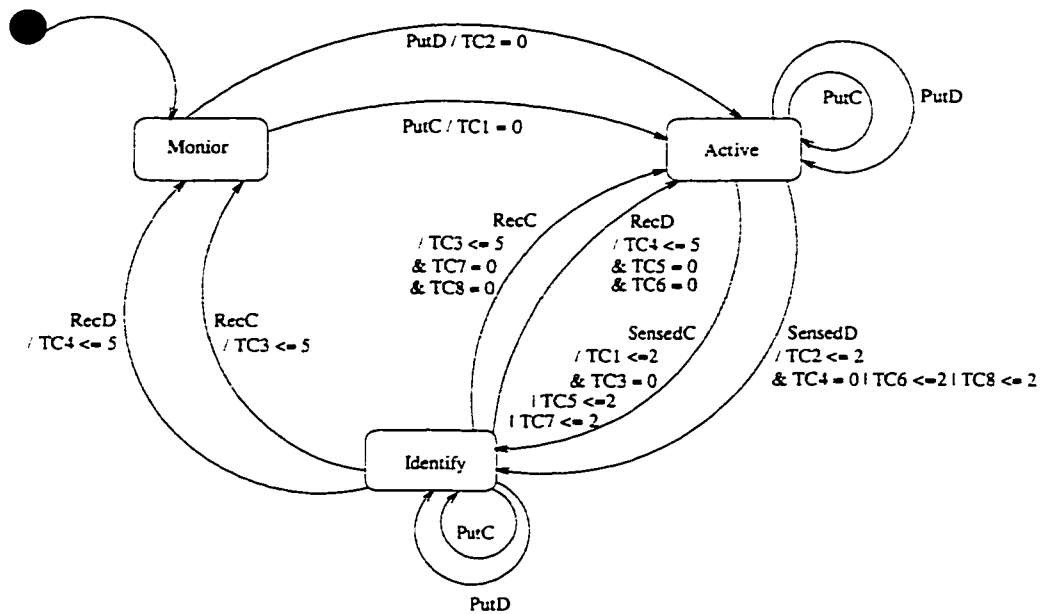 PutD / TC2 = 0
PutC
PutD
PutC / TC1 = 0
Monior
Active
RecC
/ TC3 <= 5
& TC7 = 0
& TC8 = 0
RecD
/ TC4 <= 5
& TC5 = 0
& TC6 = 0
RecD
/ TC4 <= 5
RecC
/ TC3 <= 5
SensedC
/ TC1 <=2
& TC3 = 0
| TC5 <=2
| TC7 <= 2
SensedD
/ TC2 <= 2
& TC4 = 0 | TC6 <=2 | TC8 <= 2
Identify
PutC
PutD